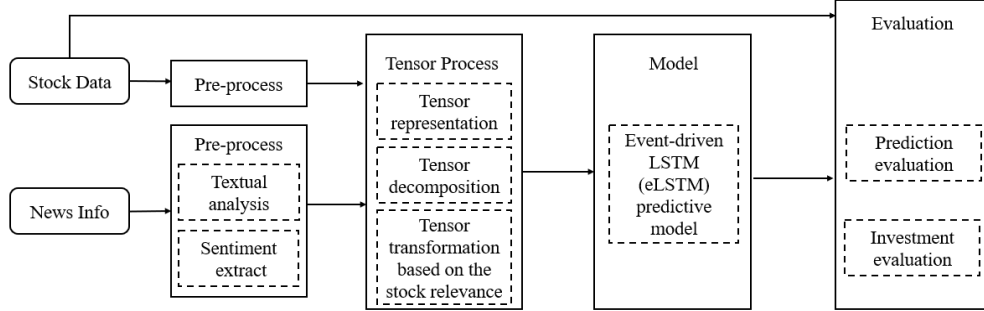 Stock Data
Pre-process
News Info
Pre-process
Textual
analysis
Sentiment
extract
Tensor Process
Tensor
representation
Tensor
decomposition
Tensor
transformation
based on the
stock relevance
Model
Event-driven
LSTM
(eLSTM)
predictive
model
Evaluation
Prediction
evaluation
Investment
evaluation